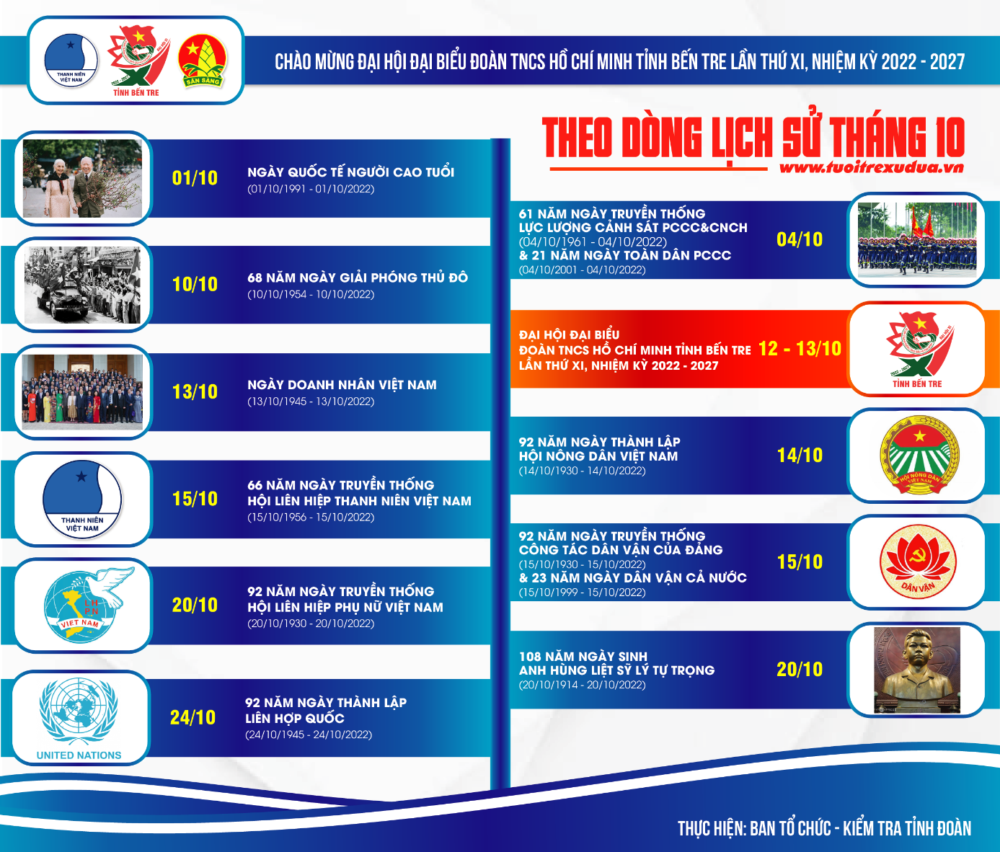 THANH NIÊN
VIỆT NAM
ĐẠI HỘI XI
2022 - 2027
TỈNH BẾN TRE
SẴN SÀNG
CHÀO MỪNG ĐẠI HỘI ĐẠI BIỂU ĐOÀN TNCS HỒ CHÍ MINH TỈNH BẾN TRE LẦN THỨ XI, NHIỆM KỲ 2022 - 2027
THEO DÒNG LỊCH SỬ THÁNG 10
www.tuoitrexudua.vn
01/10
NGÀY QUỐC TẾ NGƯỜI CAO TUỔI
(01/10/1991 - 01/10/2022)
61 NĂM NGÀY TRUYỀN THỐNG
LỰC LƯỢNG CẢNH SÁT PCCC&CNCH
(04/10/1961 - 04/10/2022)
& 21 NĂM NGÀY TOÀN DÂN PCCC
(04/10/2001 - 04/10/2022)
04/10
10/10
68 NĂM NGÀY GIẢI PHÓNG THỦ ĐÔ
(10/10/1954 - 10/10/2022)
ĐẠI HỘI ĐẠI BIỂU
ĐOÀN TNCS HỒ CHÍ MINH TỈNH BẾN TRE
LẦN THỨ XI, NHIỆM KỲ 2022 - 2027
12 - 13/10
ĐẠI HỘI XI
2022 - 2027
TỈNH BẾN TRE
13/10
NGÀY DOANH NHÂN VIỆT NAM
(13/10/1945 - 13/10/2022)
92 NĂM NGÀY THÀNH LẬP
HỘI NÔNG DÂN VIỆT NAM
(14/10/1930 - 14/10/2022)
14/10
HỘI NÔNG DÂN
VIỆT NAM
THANH NIÊN
VIỆT NAM
15/10
66 NĂM NGÀY TRUYỀN THỐNG
HỘI LIÊN HIỆP THANH NIÊN VIỆT NAM
(15/10/1956 - 15/10/2022)
92 NĂM NGÀY TRUYỀN THỐNG
CÔNG TÁC DÂN VẬN CỦA ĐẢNG
(15/10/1930 - 15/10/2022)
& 23 NĂM NGÀY DÂN VẬN CẢ NƯỚC
(15/10/1999 - 15/10/2022)
15/10
DÂN VẬN
LH
PN
VIET NAM
20/10
92 NĂM NGÀY TRUYỀN THỐNG
HỘI LIÊN HIỆP PHỤ NỮ VIỆT NAM
(20/10/1930 - 20/10/2022)
108 NĂM NGÀY SINH
ANH HÙNG LIỆT SỸ LÝ TỰ TRỌNG
(20/10/1914 - 20/10/2022)
20/10
UNITED NATIONS
24/10
92 NĂM NGÀY THÀNH LẬP
LIÊN HỢP QUỐC
(24/10/1945 - 24/10/2022)
THỰC HIỆN: BAN TỔ CHỨC - KIỂM TRA TỈNH ĐOÀN